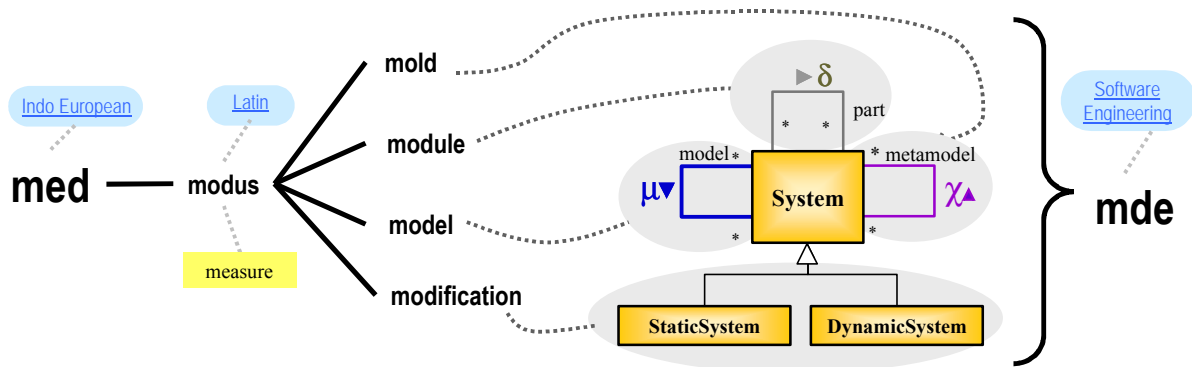 Indo European
med
Latin
modus
measure
mold
module
model
modification
▶δ
part
* *
model *
μ▼
*
System
* metamodel
χ▲
*
StaticSystem
DynamicSystem
Software
Engineering
mde